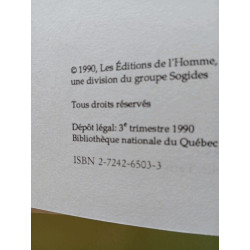 © 1990, Les Éditions de l'Homme,
une division du groupe Sogides
Tous droits réservés
Dépôt légal: 3e trimestre 1990
Bibliothèque nationale du Québec
ISBN 2-7242-6503-3